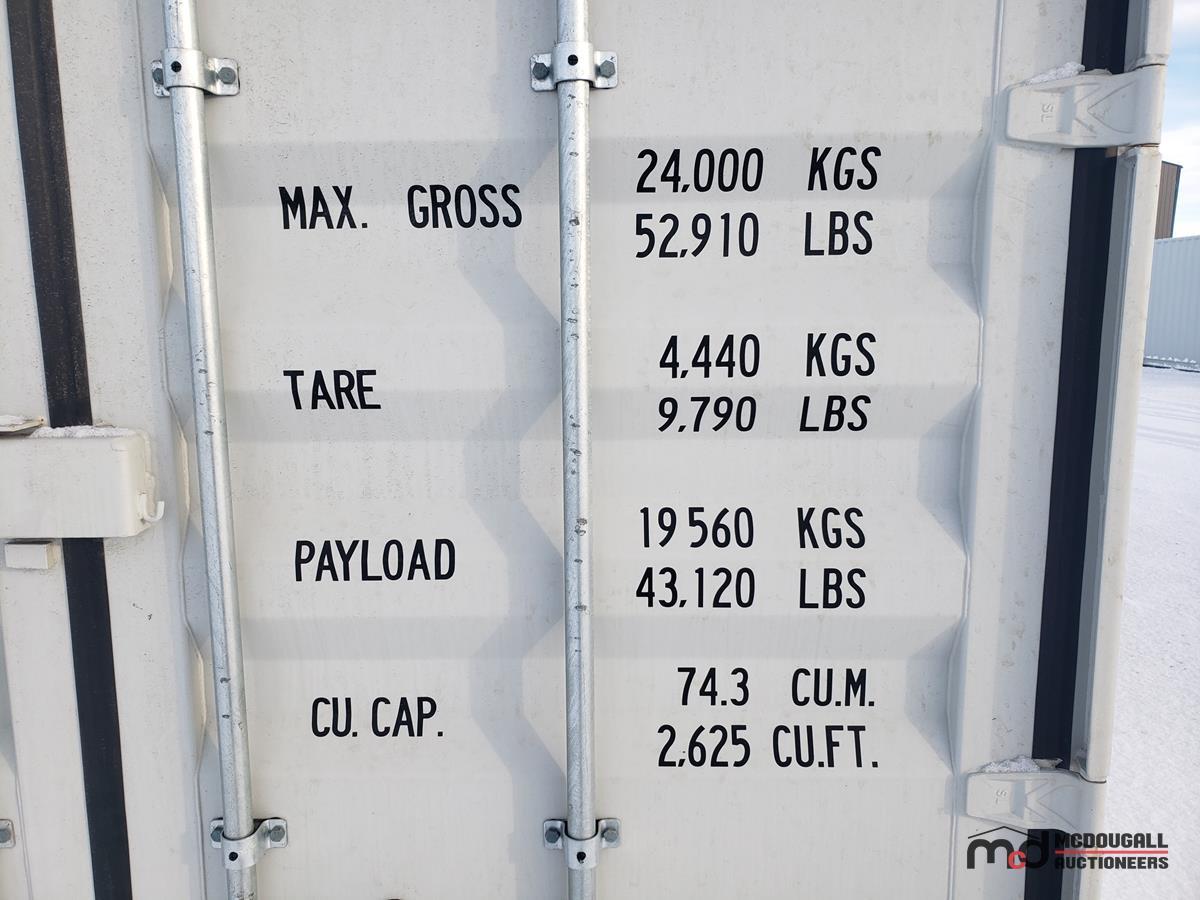 MAX. GROSS 24,000 KGS
52,910 LBS
TARE 4,440 KGS
9,790 LBS
PAYLOAD 19 560 KGS
43,120 LBS
CU. CAP. 74.3 CU.M.
2,625 CU.FT.
mcd MCDOUGALL
AUCTIONEERS